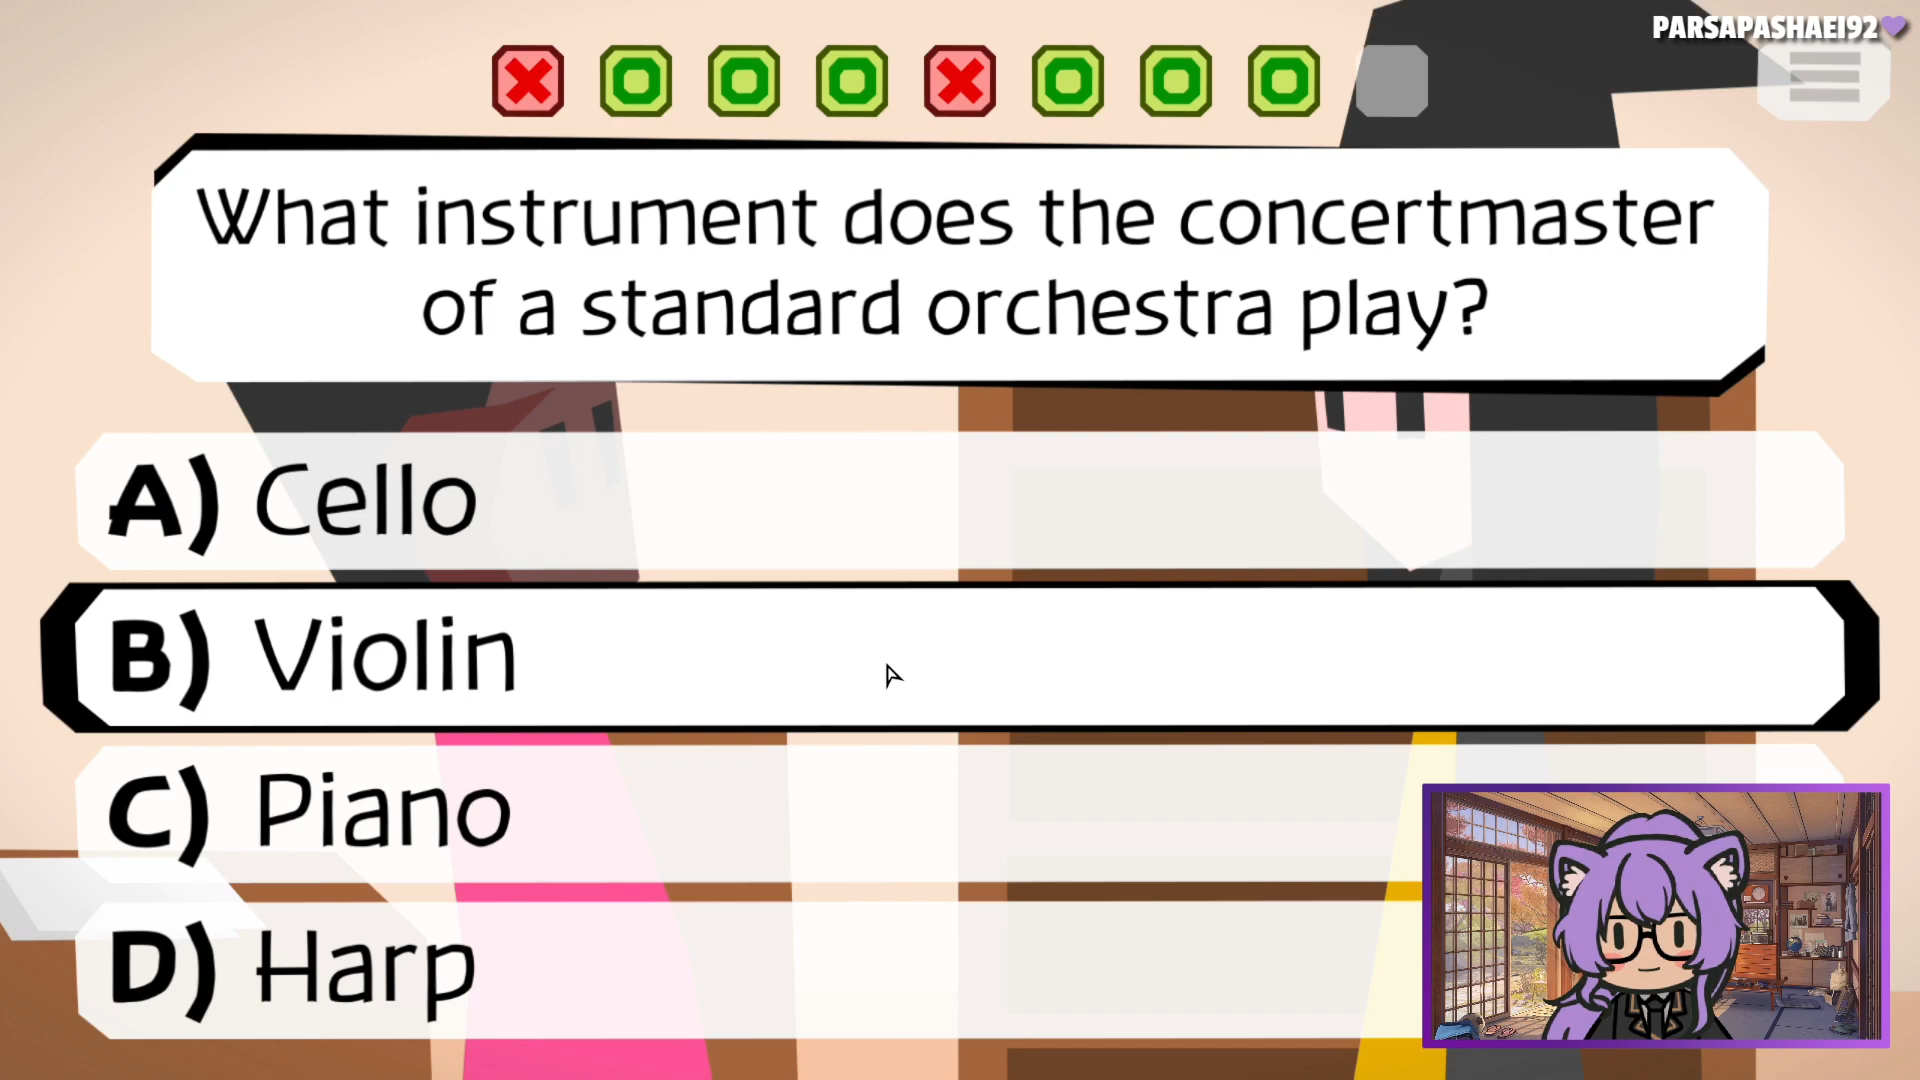 PARSAPASHAEI92💜
What instrument does the concertmaster
of a standard orchestra play?
A) Cello
B) Violin
C) Piano
D) Harp